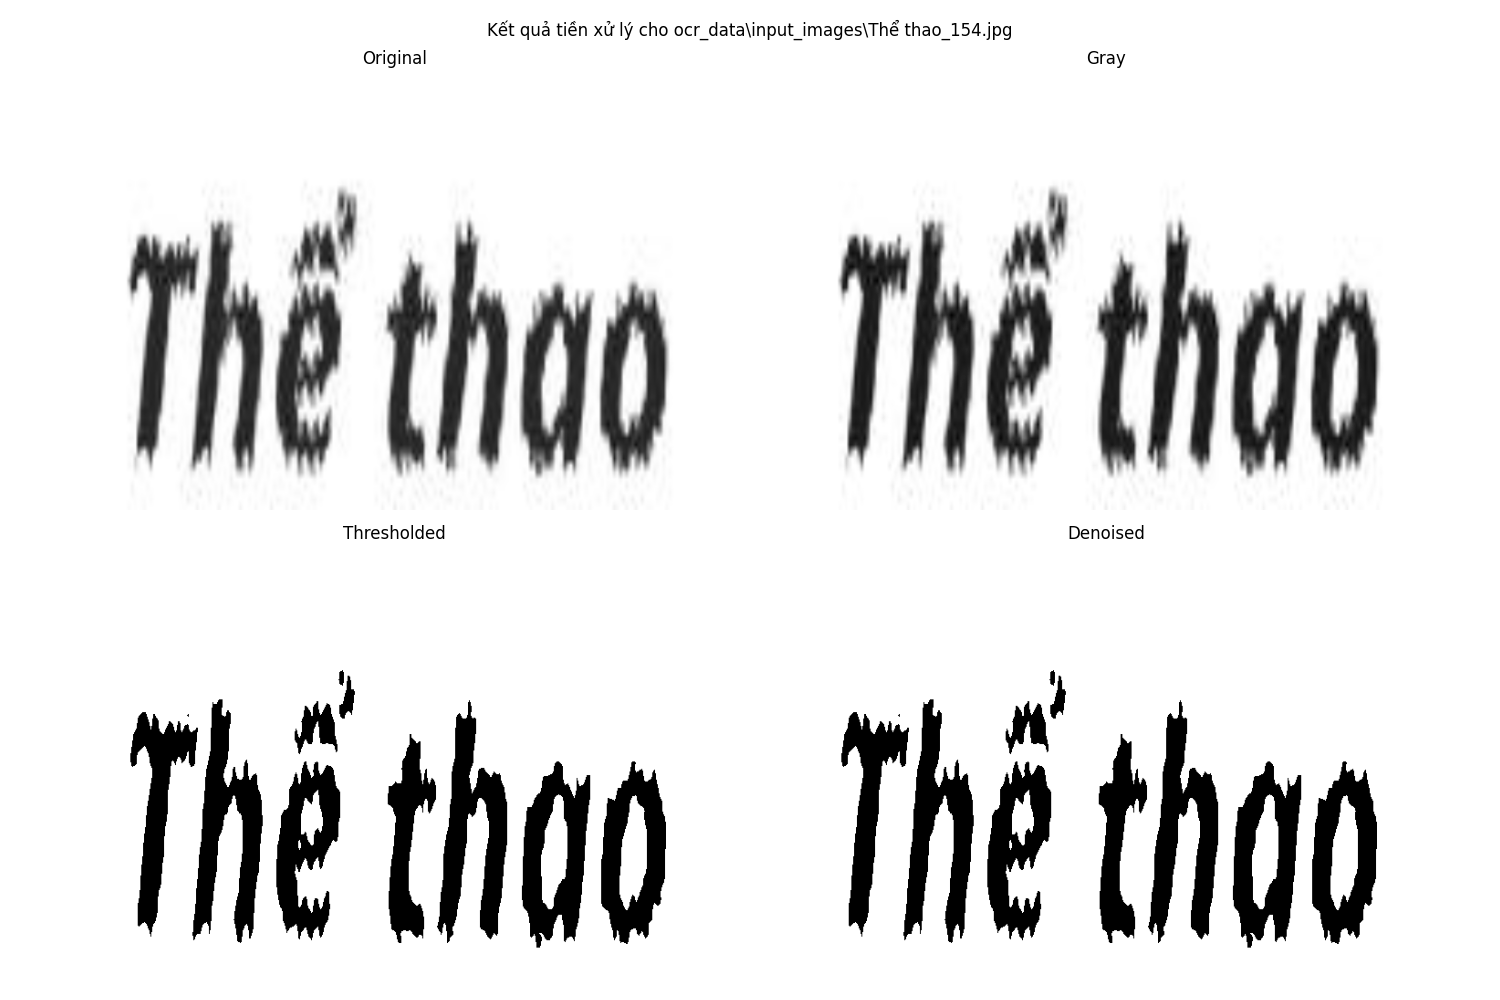 Kết quả tiền xử lý cho ocr_data\input_images\Thể thao_154.jpg
Original
Gray
Thể thao
Thể thao
Thresholded
Denoised
Thể thao
Thể thao